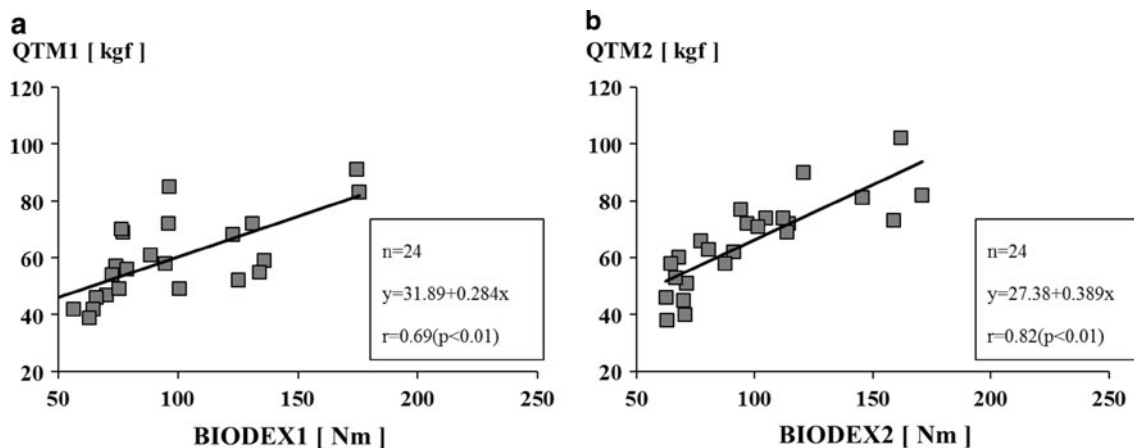 a
QTM1 [ kgf]
120
100
80
60
40
20
50
100
150
200
250
BIODEX1 [ Nm]
n=24
y=31.89+0.284x
r=0.69(p<0.01)
b
QTM2 [ kgf]
120
100
80
60
40
20
50
100
150
200
250
BIODEX2 [ Nm]
n=24
y=27.38+0.389x
r=0.82(p<0.01)